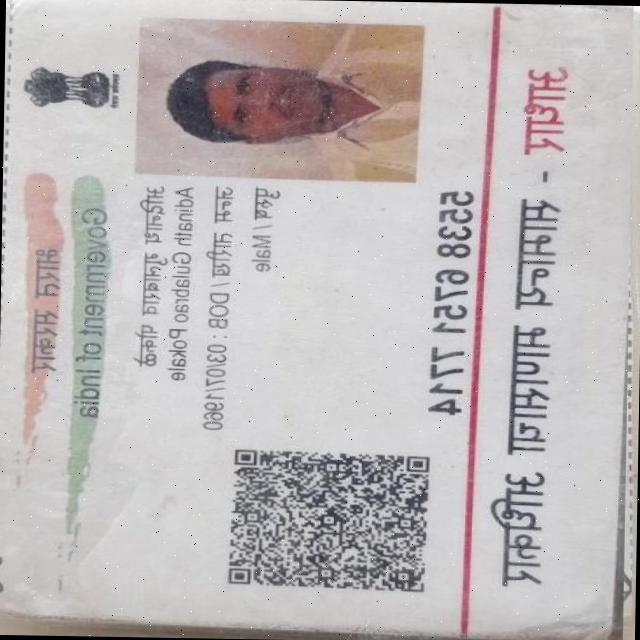 भारत सरकार
Government of India
आदिनाथ गुलाबराव पोकळे
Adinath Gulabrao Pokale
जन्म तारीख / DOB : 03/07/1960
पुरुष / Male
5538 6751 7714
आधार - सामान्य माणसाचा अधिकार